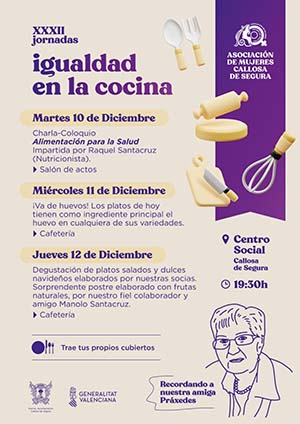 XXXII
jornadas
igualdad
en la cocina
ASOCIACIÓN
DE MUJERES
CALLOSA
DE SEGURA
Martes 10 de Diciembre
Charla-Coloquio
Alimentación para la Salud
Impartida por Raquel Santacruz
(Nutricionista).
Salón de actos
Miércoles 11 de Diciembre
¡Va de huevos! Los platos de hoy
tienen como ingrediente principal el
huevo en cualquiera de sus variedades.
Cafetería
Jueves 12 de Diciembre
Degustación de platos salados y dulces
navideños elaborados por nuestras socias.
Sorprendente postre elaborado con frutas
naturales, por nuestro fiel colaborador y
amigo Manolo Santacruz.
Cafetería
Centro
Social
Callosa
de Segura
19:30h
Trae tus propios cubiertos
GENERALITAT
VALENCIANA
Recordando a
nuestra amiga
Práxedes